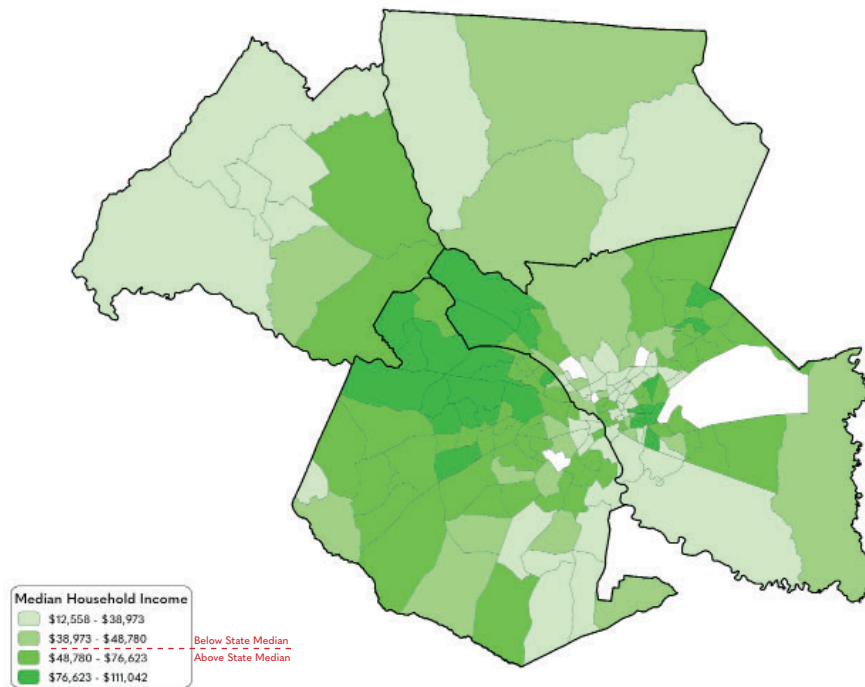 Median Household Income
$12,558 - $38,973
$38,973 - $48,780
Below State Median
$48,780 - $76,623
Above State Median
$76,623 - $111,042